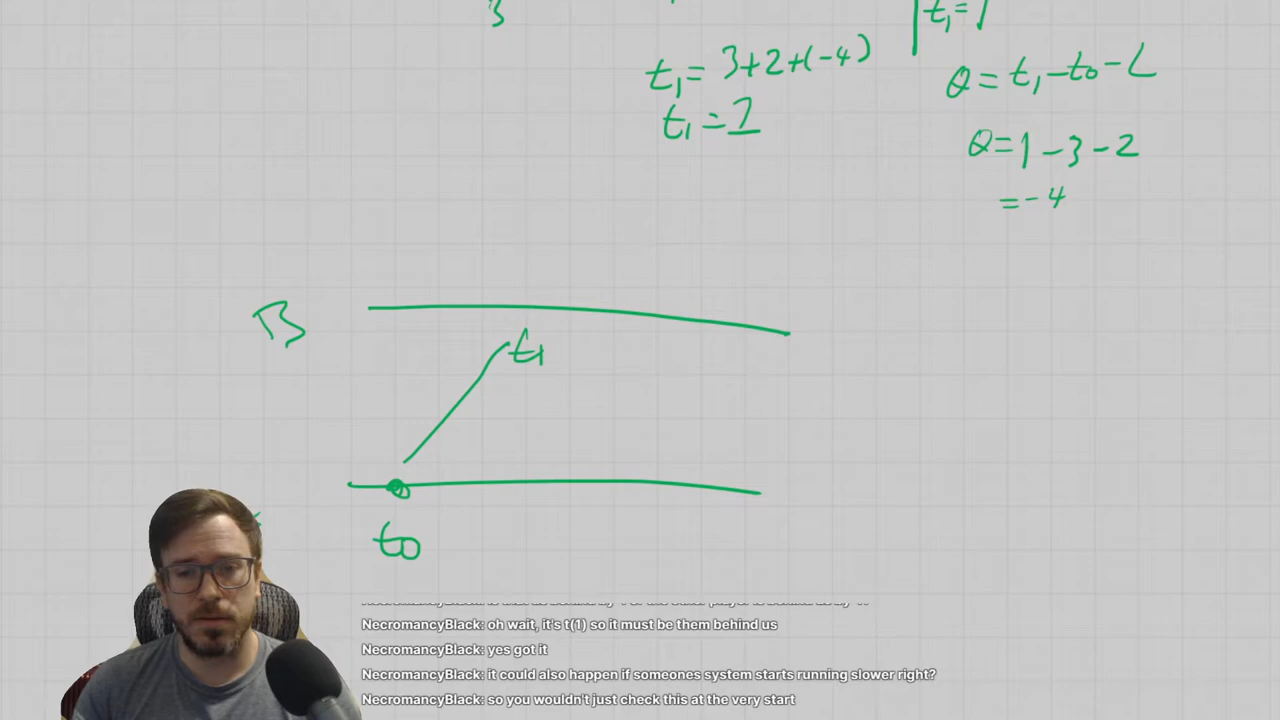 3
t₁ = 1
t₁ = 3+2+(-4)
t₁ = 1
θ = t₁ - t₀ - L
θ = 1 - 3 - 2
= -4
B
t₁
t₀
NecromancyBlack: oh wait, it's t(1) so it must be them behind us
NecromancyBlack: yes got it
NecromancyBlack: it could also happen if someones system starts running slower right?
NecromancyBlack: so you wouldn't just check this at the very start